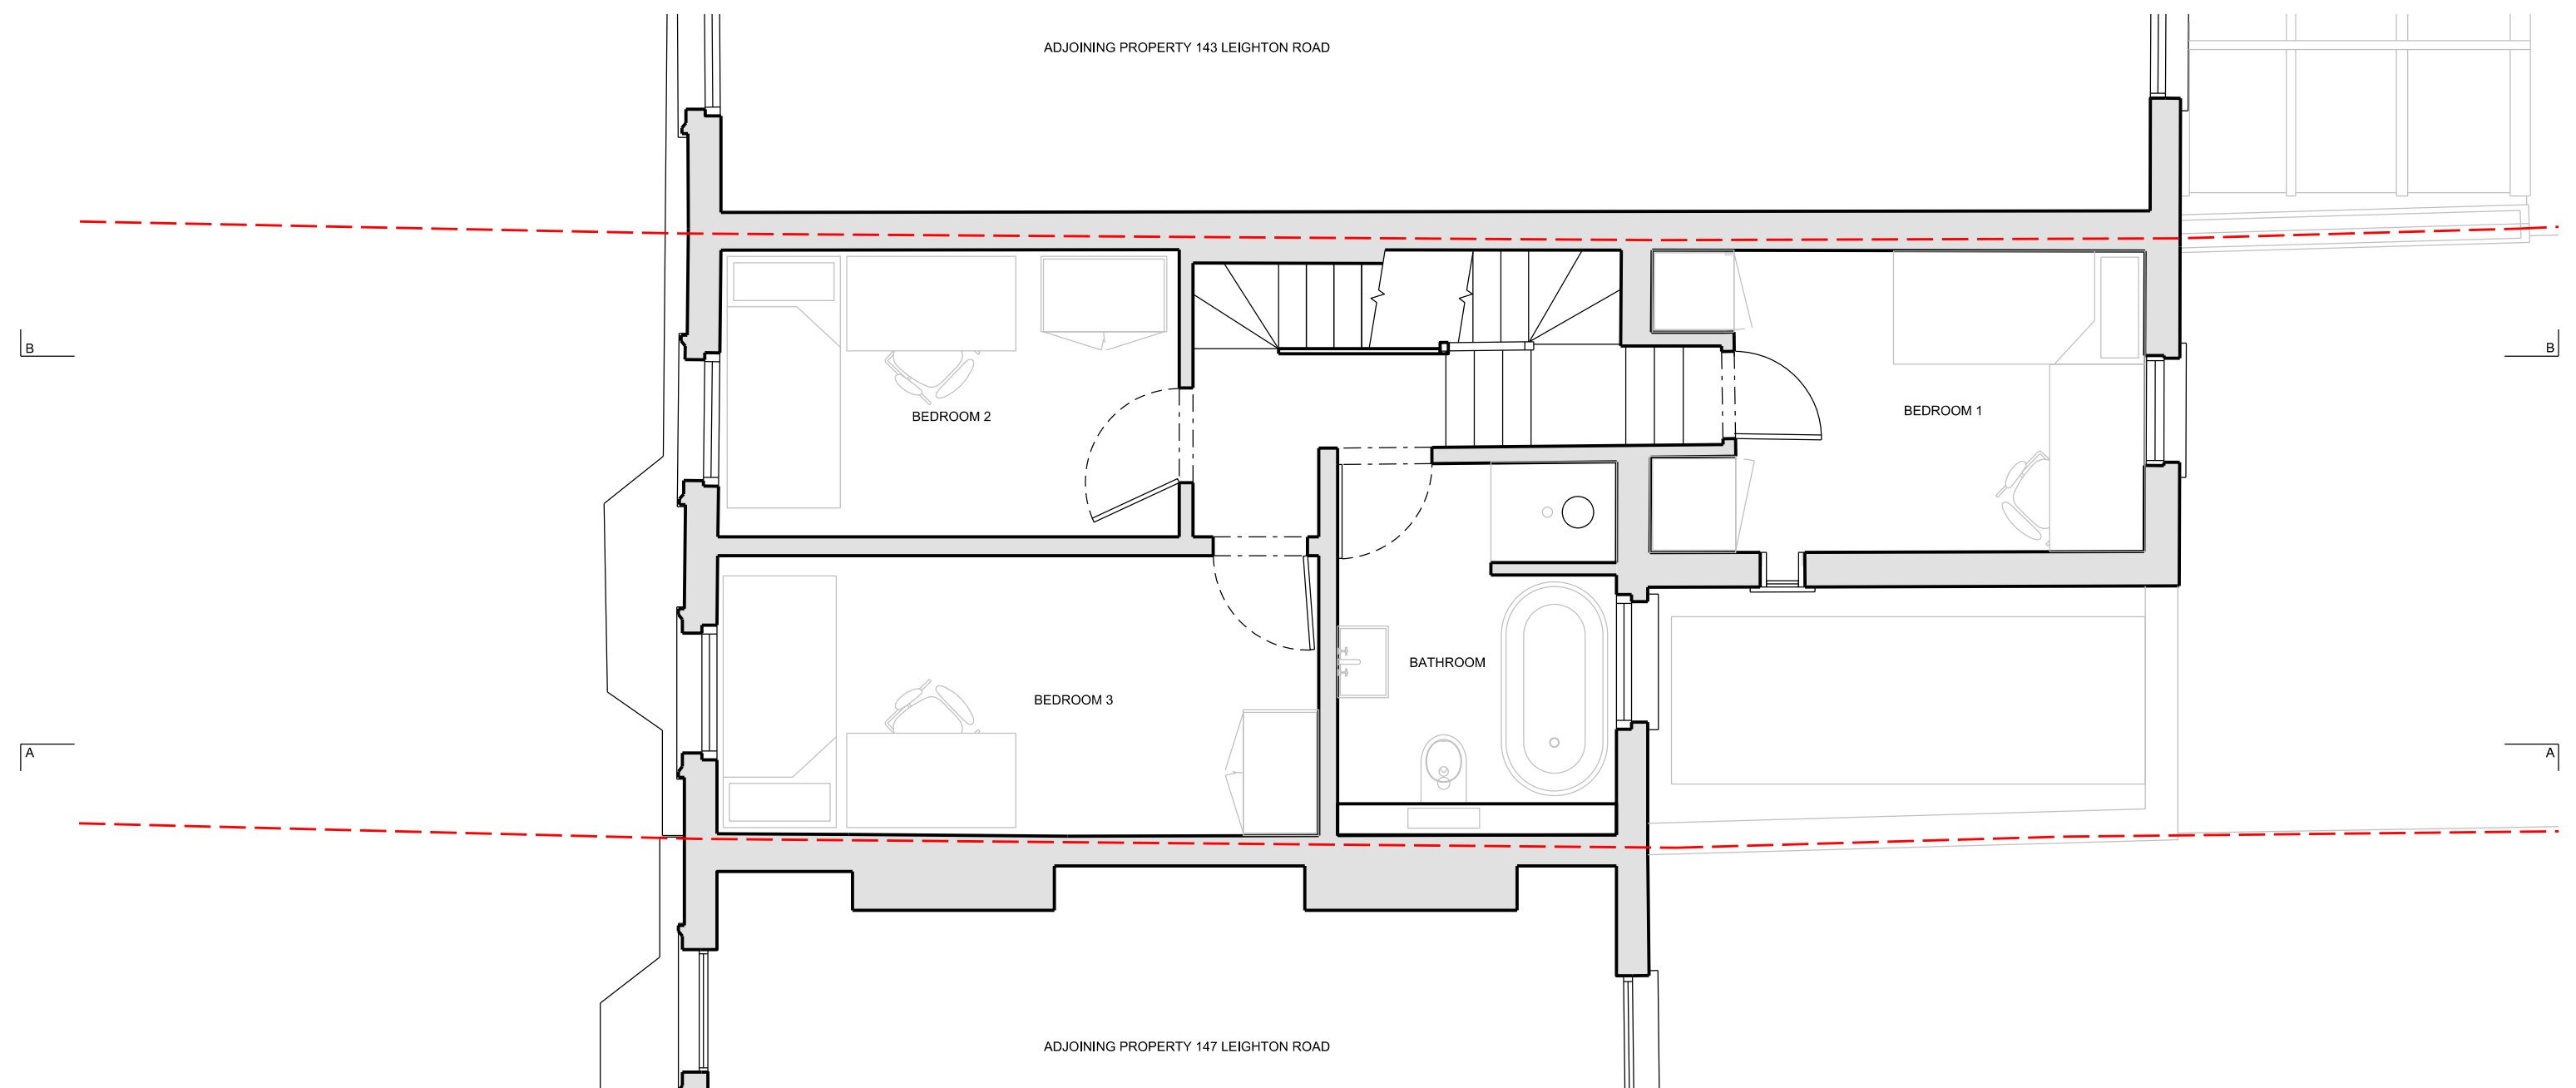 ADJOINING PROPERTY 143 LEIGHTON ROAD
B
B
BEDROOM 2
BEDROOM 1
BATHROOM
BEDROOM 3
A
A
ADJOINING PROPERTY 147 LEIGHTON ROAD